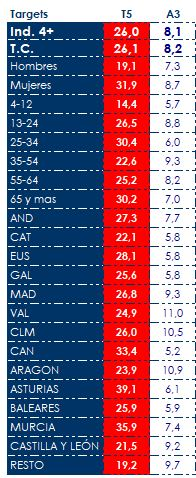 Targets T5 A3
Ind. 4+ 26,0 8,1
T.C. 26,1 8,2
Hombres 19,1 7,3
Mujeres 31,9 8,7
4-12 14,4 5,7
13-24 26,5 8,8
25-34 30,4 6,0
35-54 22,6 9,3
55-64 25,2 8,2
65 y mas 30,2 7,0
AND 27,3 7,7
CAT 22,1 5,8
EUS 28,1 5,8
GAL 25,6 5,8
MAD 26,8 9,3
VAL 24,9 11,0
CLM 26,0 10,5
CAN 33,4 5,2
ARAGON 23,9 10,9
ASTURIAS 39,1 6,1
BALEARES 25,9 5,9
MURCIA 35,9 7,4
CASTILLA Y LEÓN 21,5 9,2
RESTO 19,2 9,7